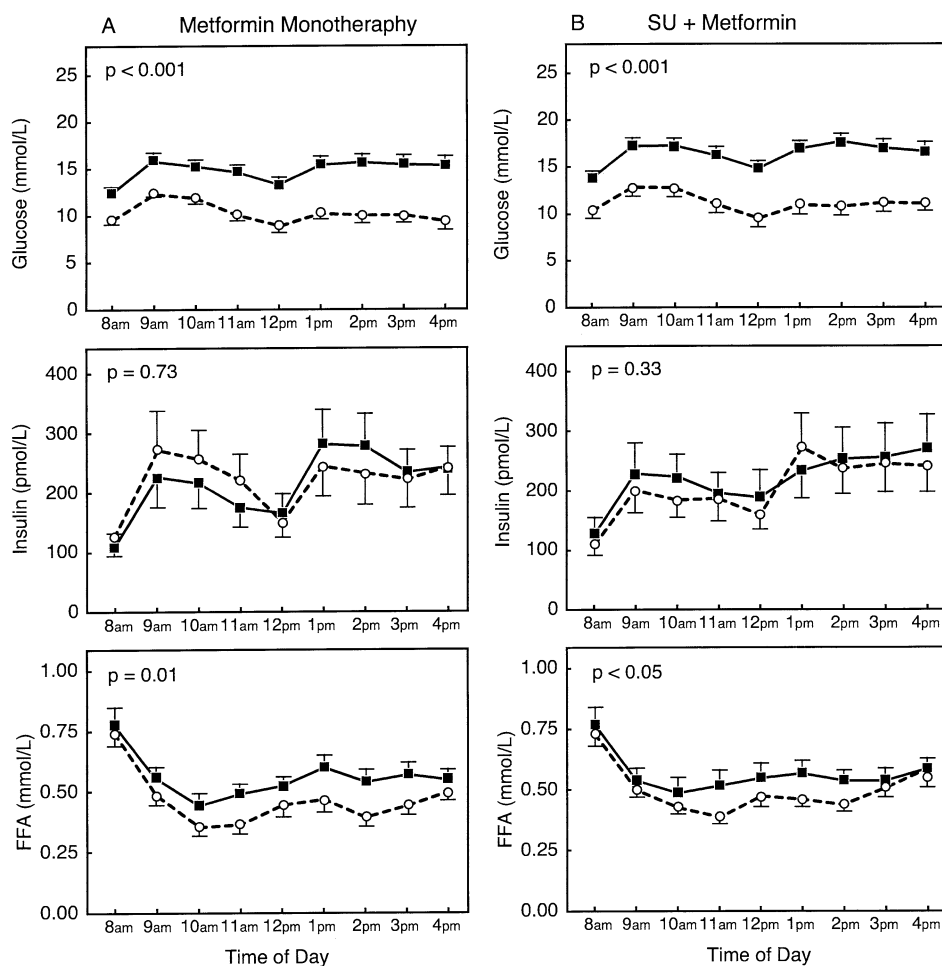 A Metformin Monotheraphy
p < 0.001
Glucose (mmol/L)
25
20
15
10
5
0
8am 9am 10am 11am 12pm 1pm 2pm 3pm 4pm
p = 0.73
Insulin (pmol/L)
400
300
200
100
0
8am 9am 10am 11am 12pm 1pm 2pm 3pm 4pm
p = 0.01
FFA (mmol/L)
1.00
0.75
0.50
0.25
0.00
8am 9am 10am 11am 12pm 1pm 2pm 3pm 4pm
Time of Day
B SU + Metformin
p < 0.001
Glucose (mmol/L)
25
20
15
10
5
0
8am 9am 10am 11am 12pm 1pm 2pm 3pm 4pm
p = 0.33
Insulin (pmol/L)
400
300
200
100
0
8am 9am 10am 11am 12pm 1pm 2pm 3pm 4pm
p < 0.05
FFA (mmol/L)
1.00
0.75
0.50
0.25
0.00
8am 9am 10am 11am 12pm 1pm 2pm 3pm 4pm
Time of Day